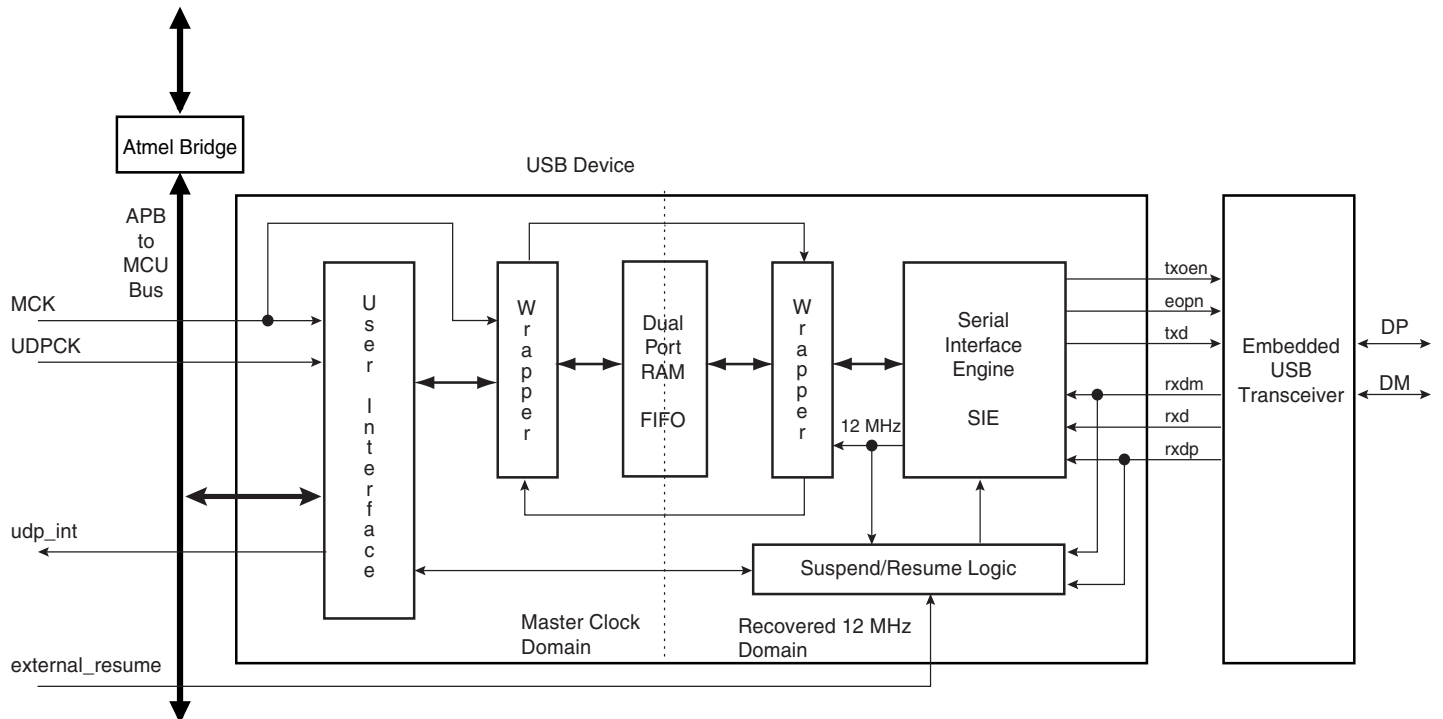 Atmel Bridge
USB Device
APB
to
MCU
Bus
MCK
UDPCK
udp_int
external_resume
U
s
e
r
I
n
t
e
r
f
a
c
e
W
r
a
p
p
e
r
Dual
Port
RAM
FIFO
W
r
a
p
p
e
r
12 MHz
Serial
Interface
Engine
SIE
Suspend/Resume Logic
Master Clock
Domain
Recovered 12 MHz
Domain
txoen
eopn
txd
rxdm
rxd
rxdp
Embedded
USB
Transceiver
DP
DM